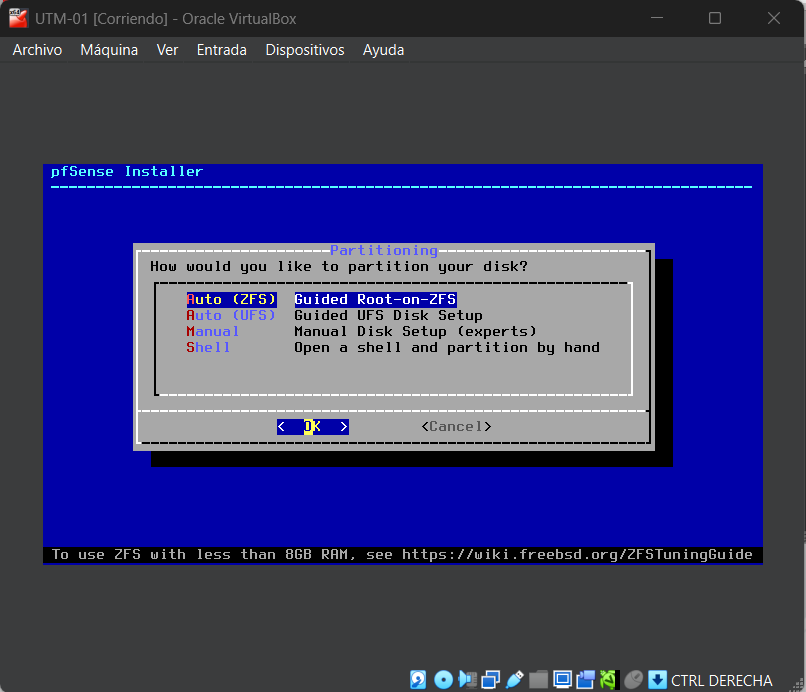 UTM-01 [Corriendo] - Oracle VirtualBox
Archivo Máquina Ver Entrada Dispositivos Ayuda
pfSense Installer
Partitioning
How would you like to partition your disk?
Auto (ZFS) Guided Root-on-ZFS
Auto (UFS) Guided UFS Disk Setup
Manual Manual Disk Setup (experts)
Shell Open a shell and partition by hand
< OK > <Cancel>
To use ZFS with less than 8GB RAM, see https://wiki.freebsd.org/ZFSTuningGuide
CTRL DERECHA